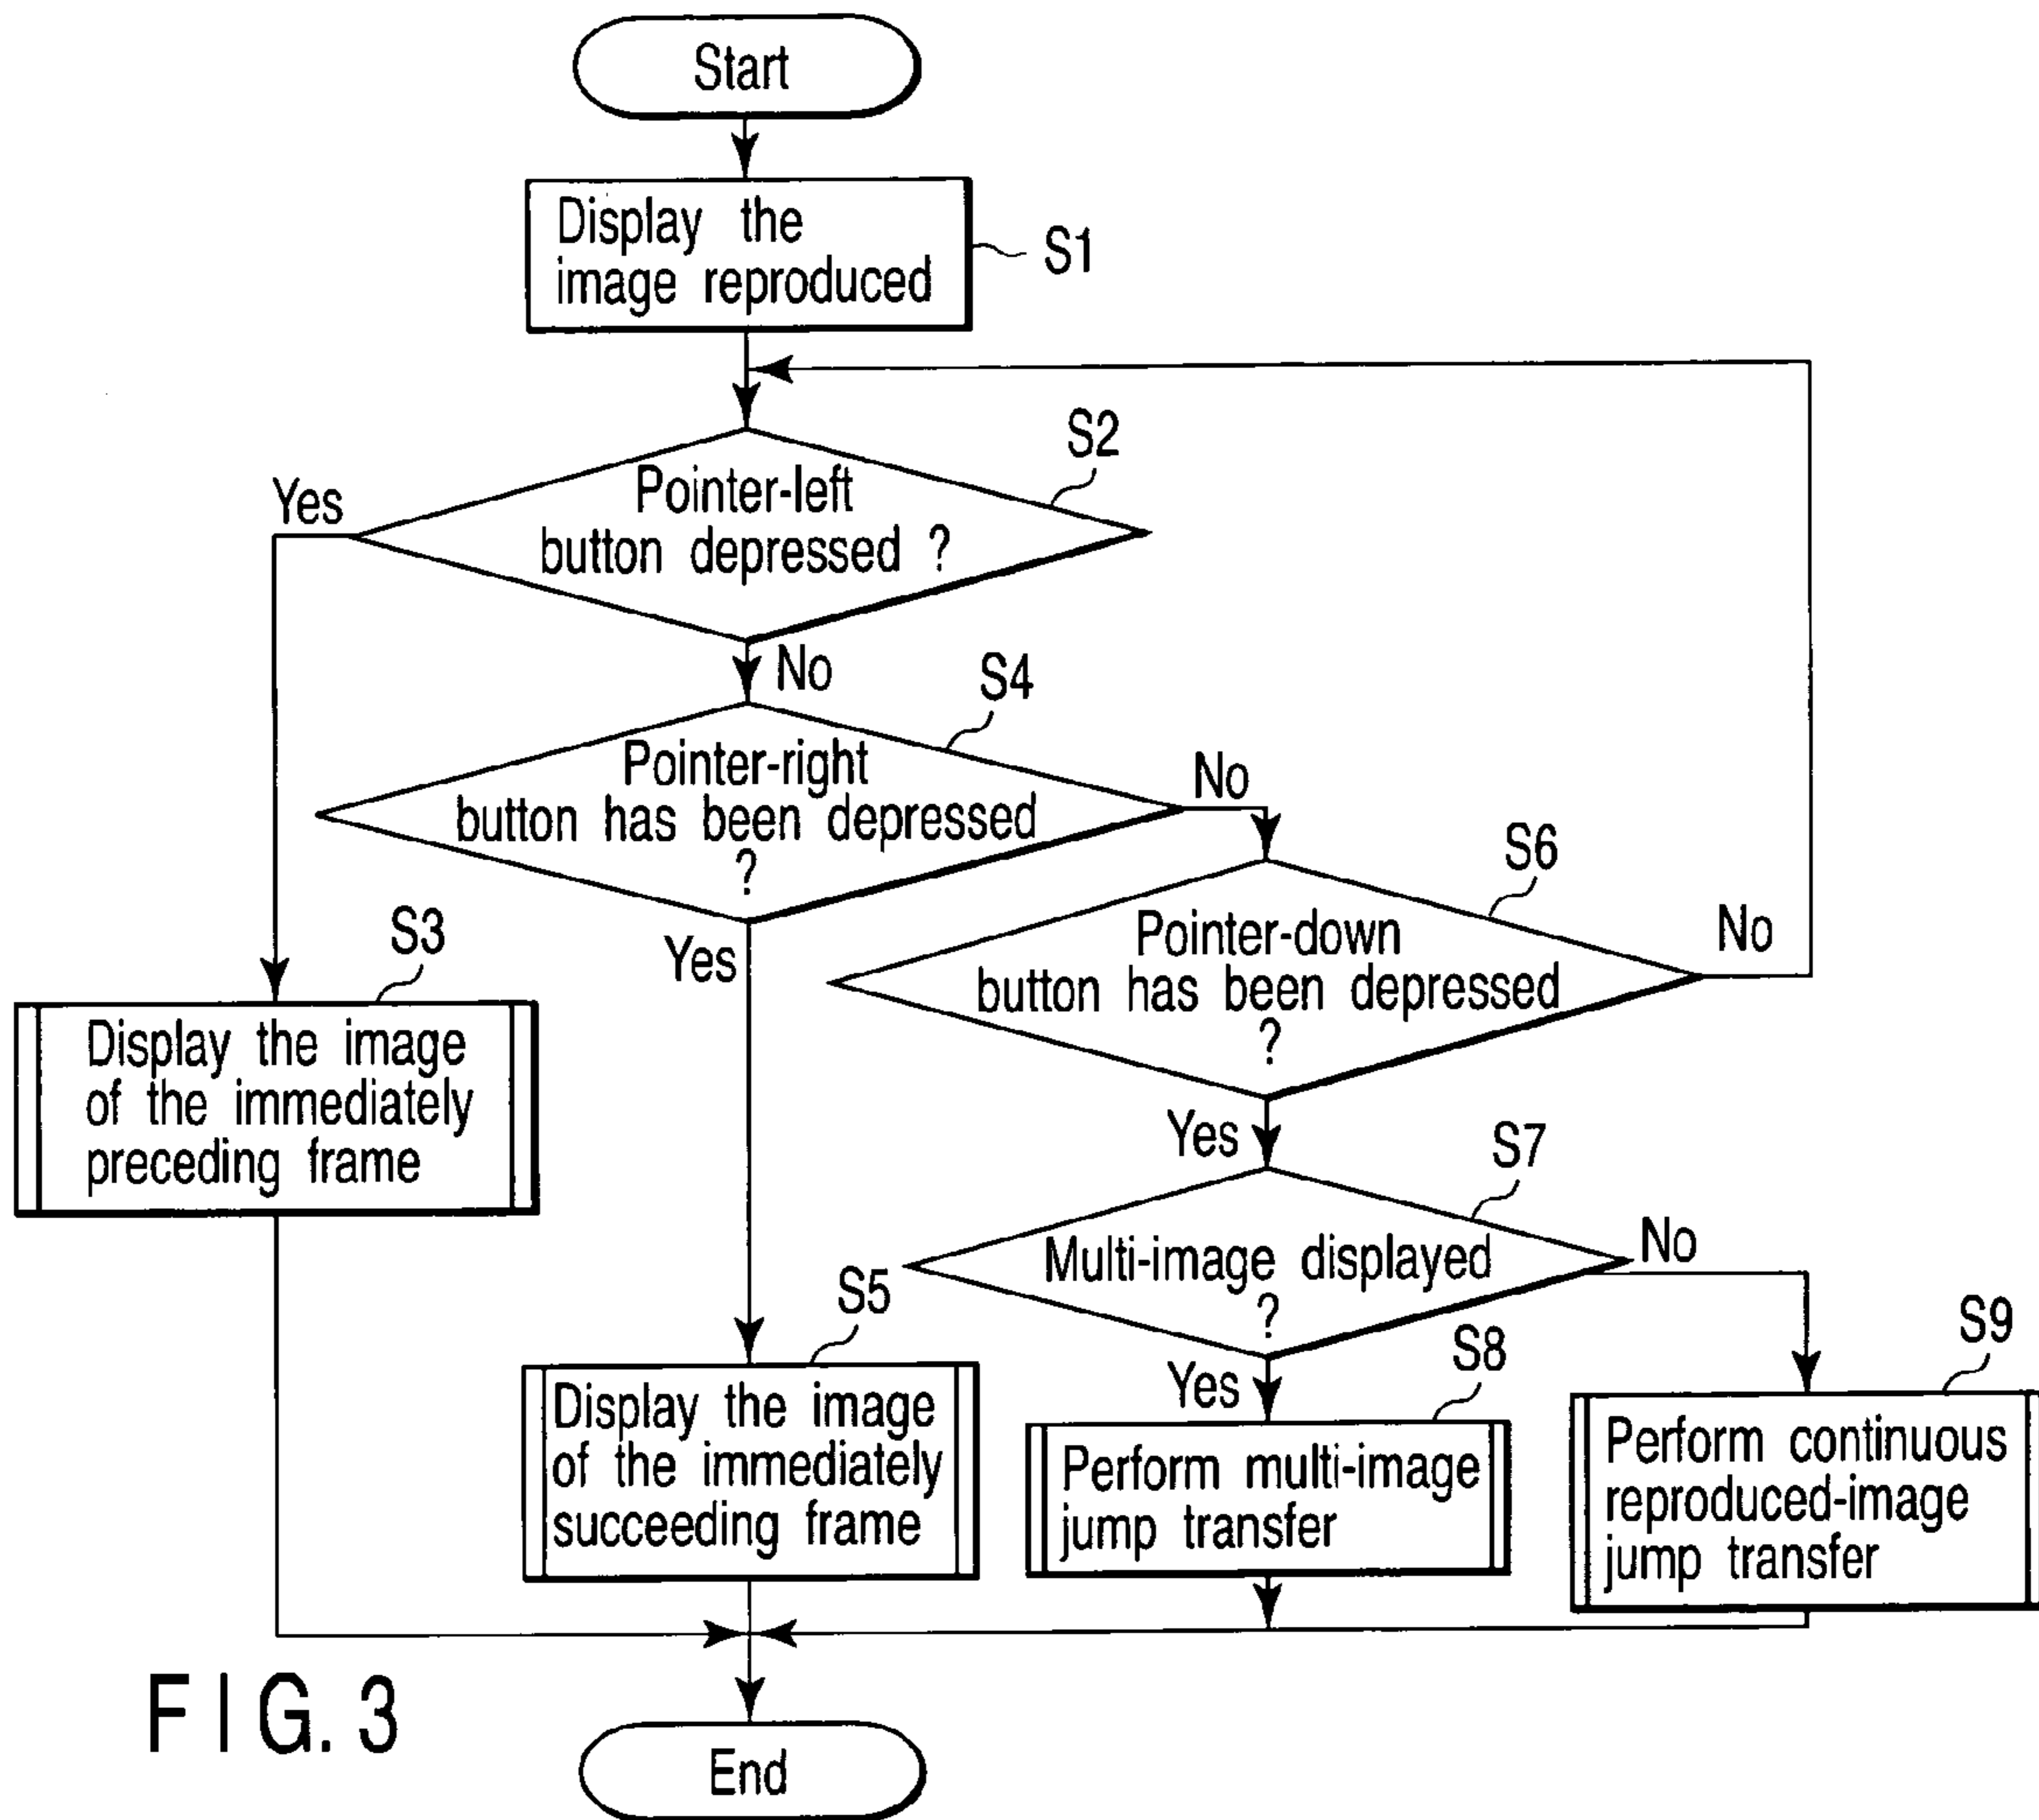 Start
Display the
image reproduced
S1
S2
Pointer-left
button depressed ?
Yes
No
S4
Pointer-right
button has been depressed
?
No
Yes
S6
Pointer-down
button has been depressed
?
No
Yes
S3
Display the image
of the immediately
preceding frame
S7
Multi-image displayed
?
No
Yes
S5
Display the image
of the immediately
succeeding frame
S8
Perform multi-image
jump transfer
S9
Perform continuous
reproduced-image
jump transfer
FIG. 3
End